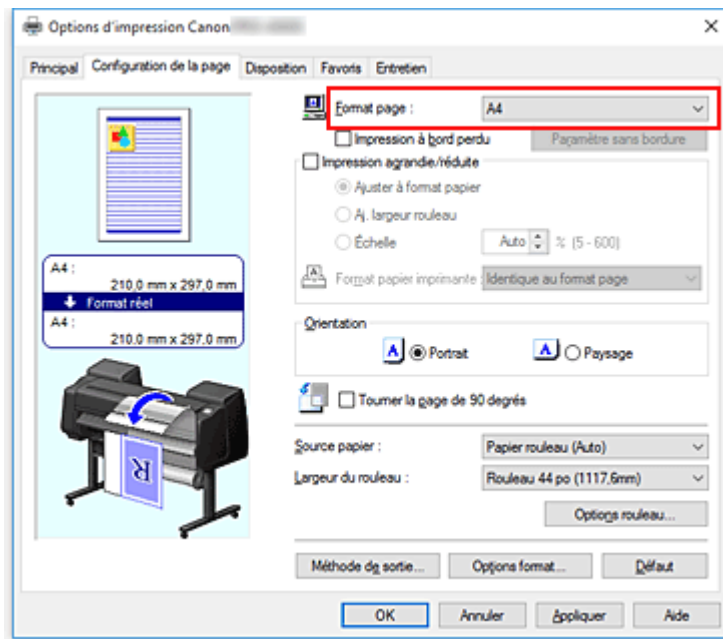 Options d'impression Canon
Principal Configuration de la page Disposition Favoris Entretien
Format page : A4
Impression à bord perdu Paramètre sans bordure
Impression agrandie/réduite
Ajuster à format papier
Aj. largeur rouleau
Échelle Auto % (5 - 600)
Format papier imprimante : Identique au format page
A4 :
210,0 mm x 297,0 mm
Format réel
A4 :
210,0 mm x 297,0 mm
Orientation
A Portrait A Paysage
Tourner la page de 90 degrés
Source papier : Papier rouleau (Auto)
Largeur du rouleau : Rouleau 44 po (1117,6mm)
Options rouleau...
Méthode de sortie... Options format... Défaut
OK Annuler Appliquer Aide